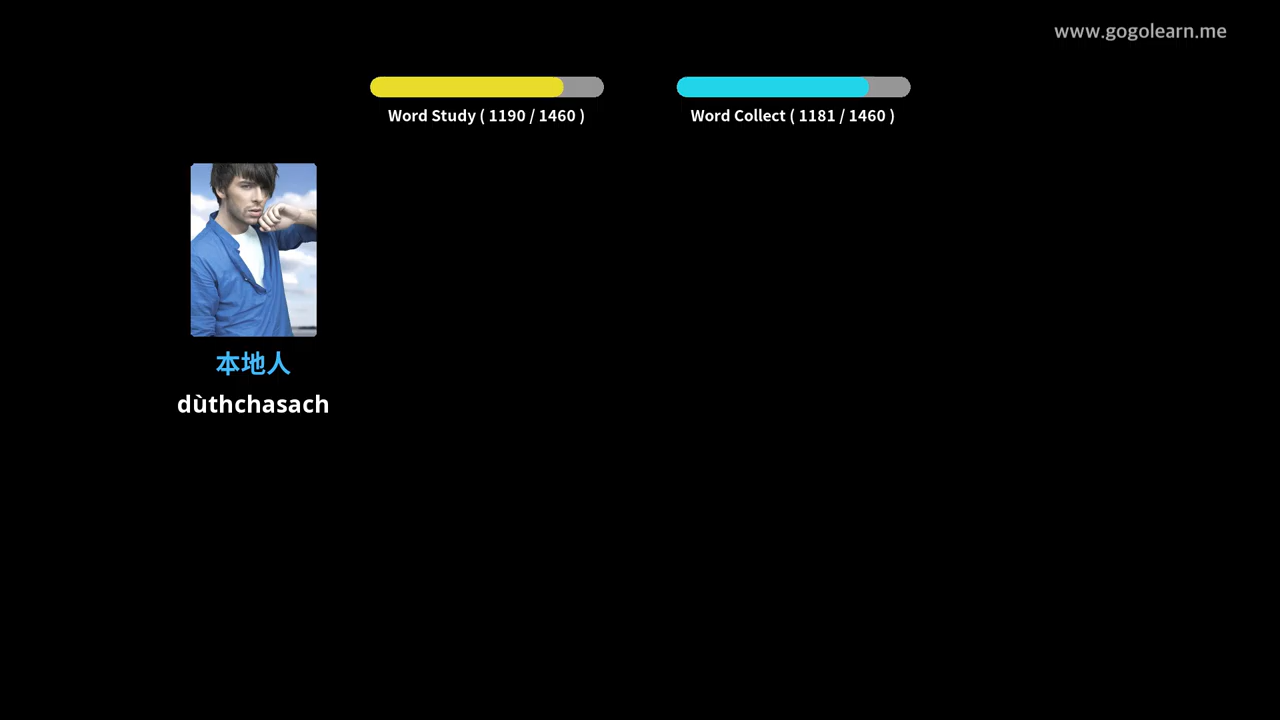 www.gogolearn.me
Word Study ( 1190 / 1460 )
Word Collect ( 1181 / 1460 )
本地人
dùthchasach